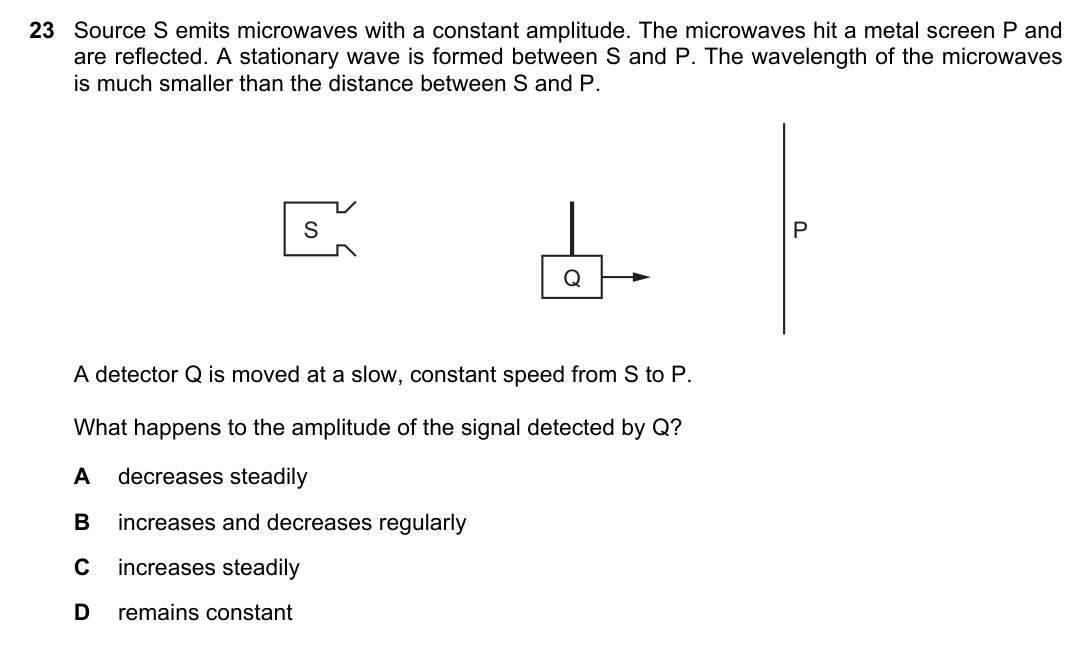 23 Source S emits microwaves with a constant amplitude. The microwaves hit a metal screen P and
are reflected. A stationary wave is formed between S and P. The wavelength of the microwaves
is much smaller than the distance between S and P.
S
P
Q
A detector Q is moved at a slow, constant speed from S to P.
What happens to the amplitude of the signal detected by Q?
A decreases steadily
B increases and decreases regularly
C increases steadily
D remains constant